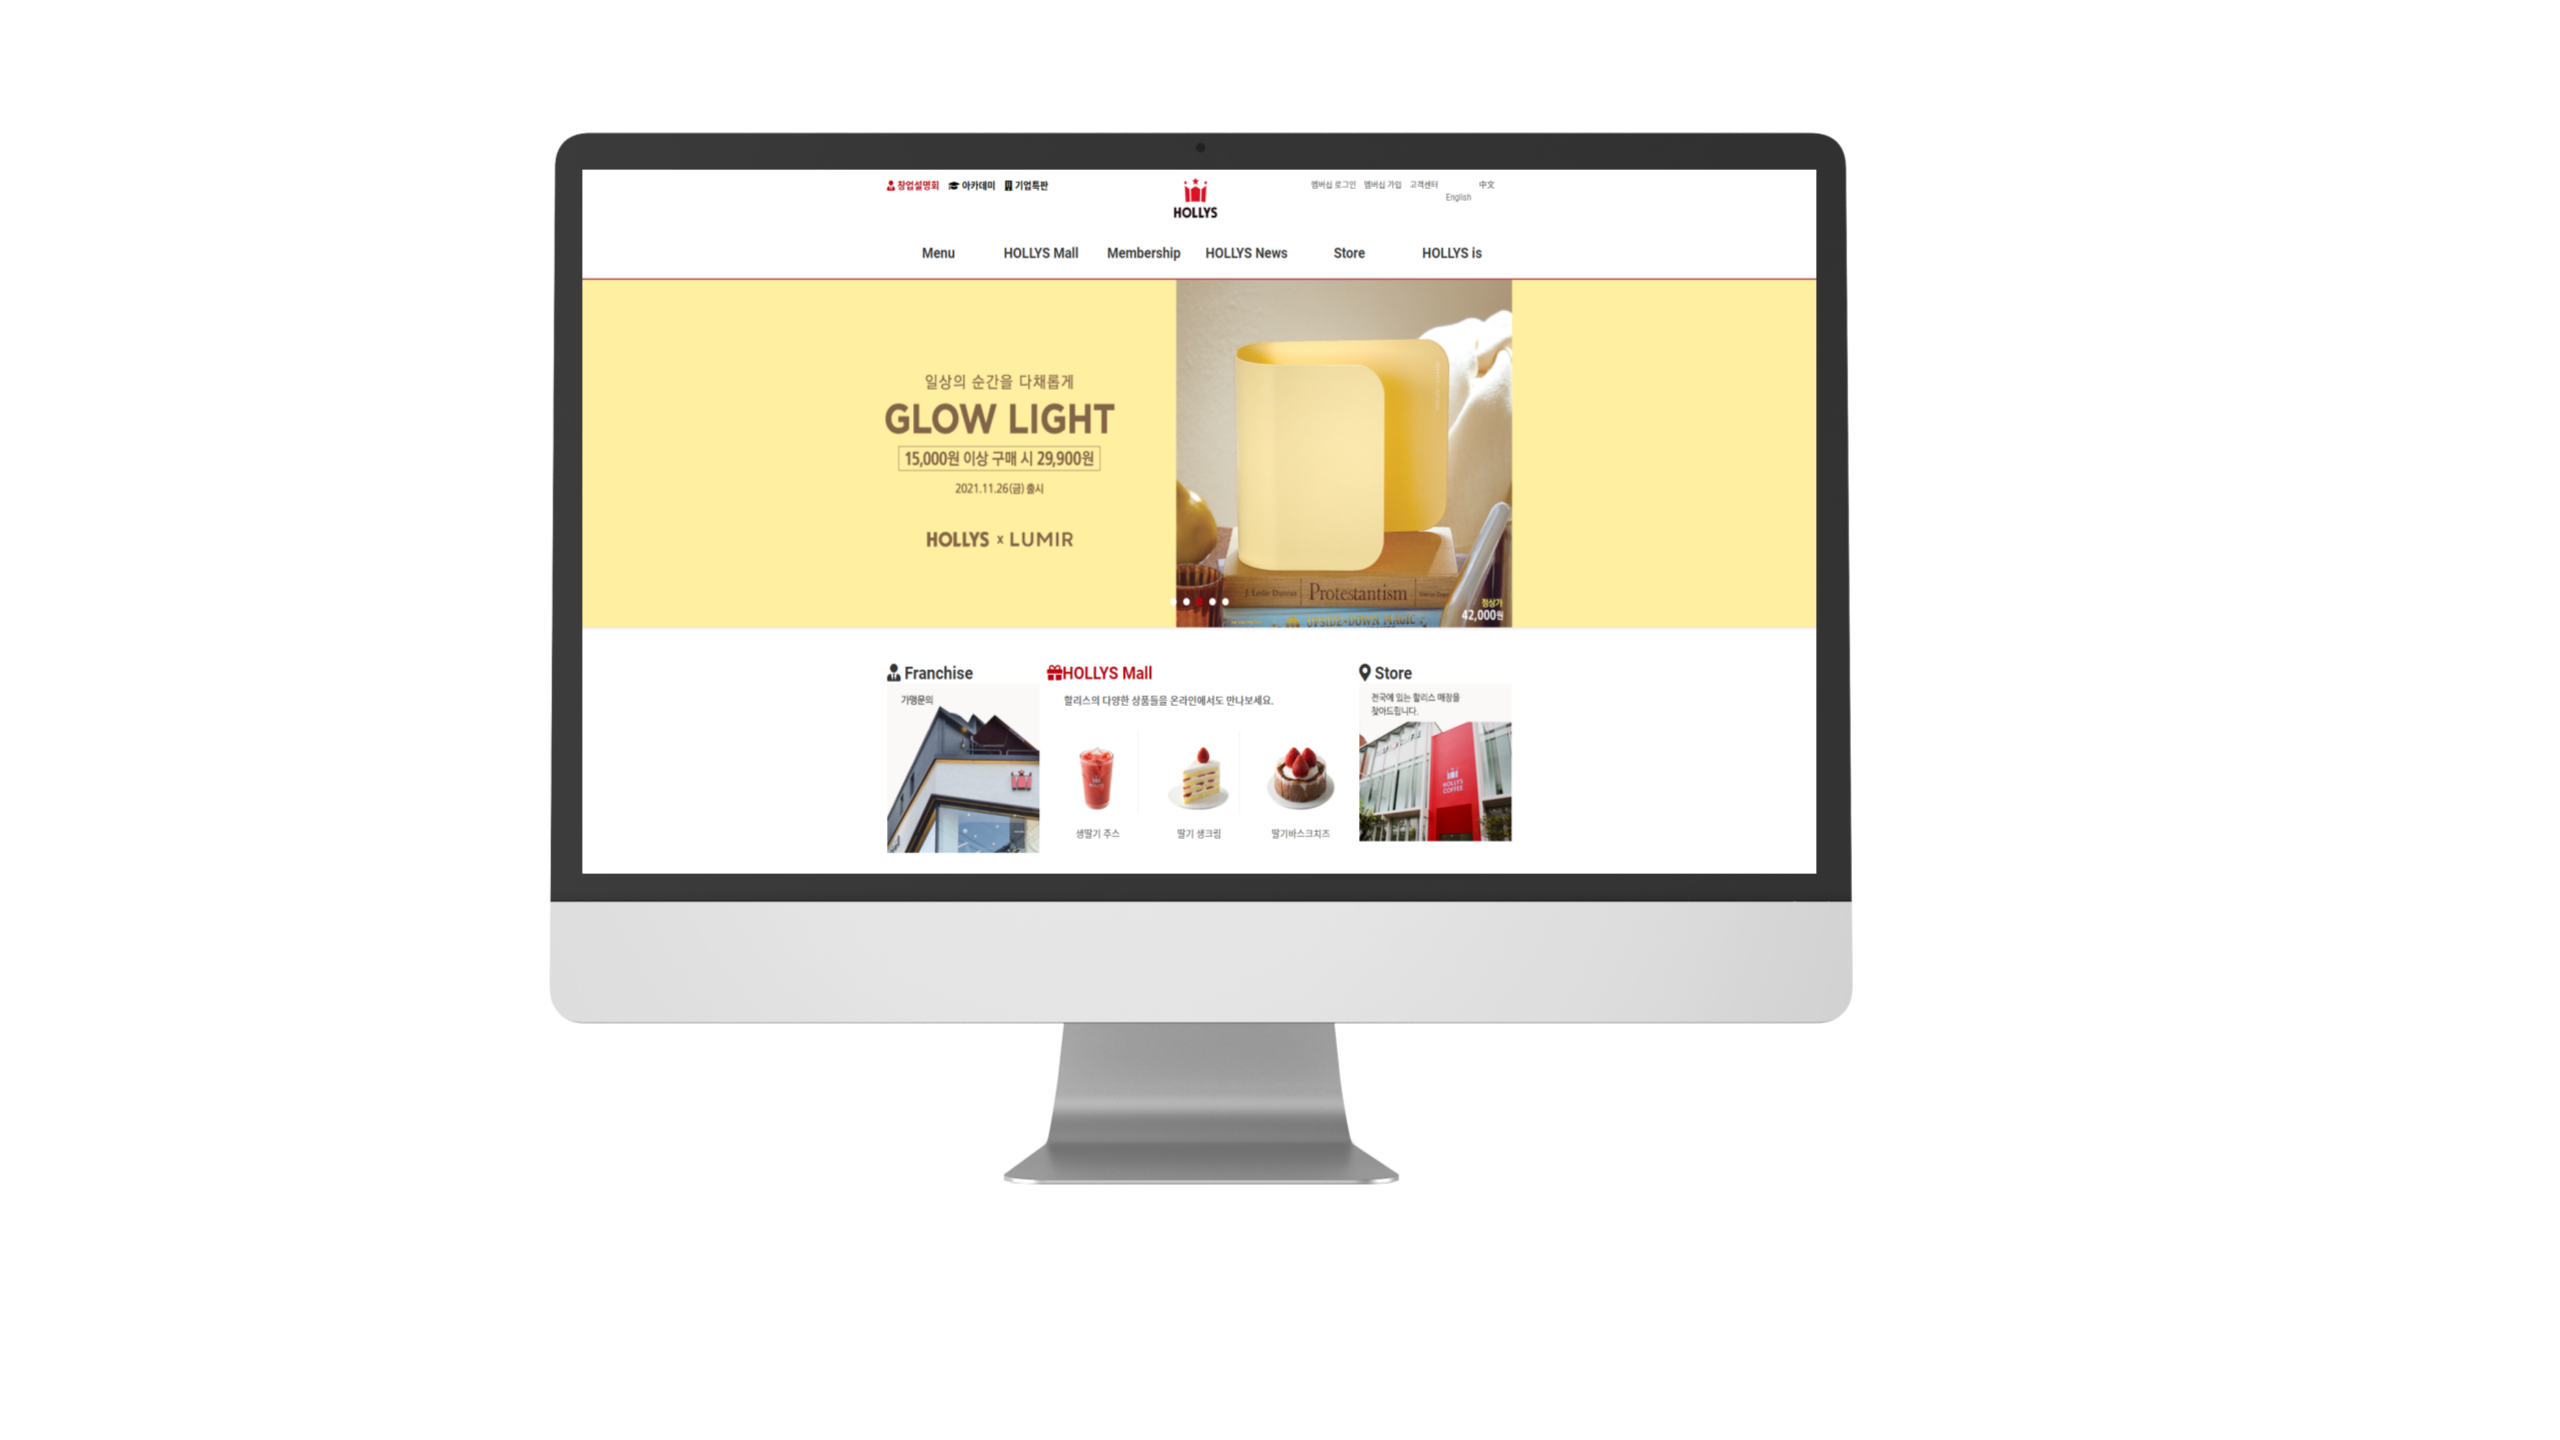 창업설명회 아카데미 기업특판
HOLLYS
멤버십 로그인 멤버십 가입 고객센터 English 中文
Menu HOLLYS Mall Membership HOLLYS News Store HOLLYS is
일상의 순간을 다채롭게
GLOW LIGHT
15,000원 이상 구매 시 29,900원
2021.11.26(금) 출시
HOLLYS x LUMIR
Protestantism
UPSIDE-DOWN MAGIC
정상가
42,000원
Franchise
가맹문의
HOLLYS Mall
할리스의 다양한 상품들을 온라인에서도 만나보세요.
생딸기 주스
딸기 생크림
딸기바스크치즈
Store
전국에 있는 할리스 매장을
찾아드립니다.
HOLLYS
COFFEE